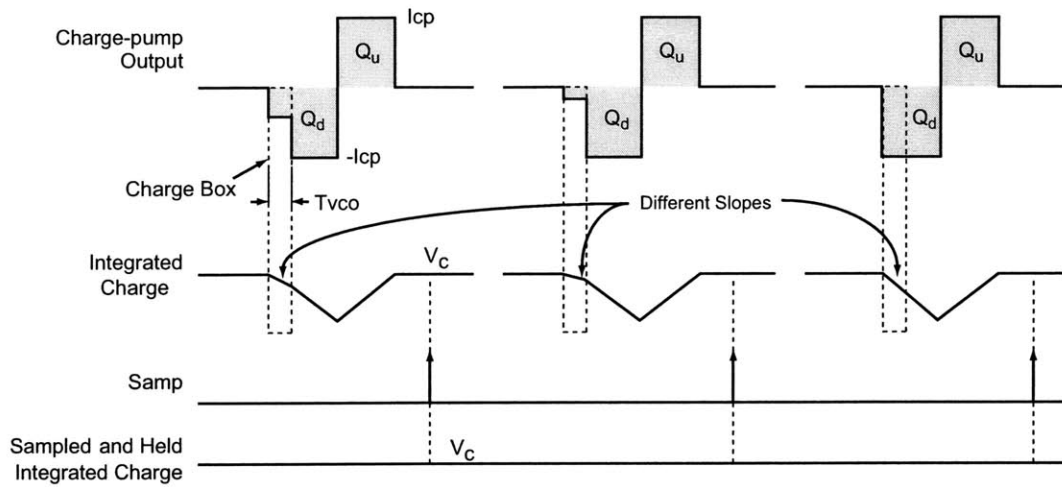 Icp
Charge-pump
Output
Qu
Qu
Qu
Qd
Qd
Qd
-Icp
Charge Box
Tvco
Different Slopes
Integrated
Charge
Vc
Samp
Sampled and Held
Integrated Charge
Vc